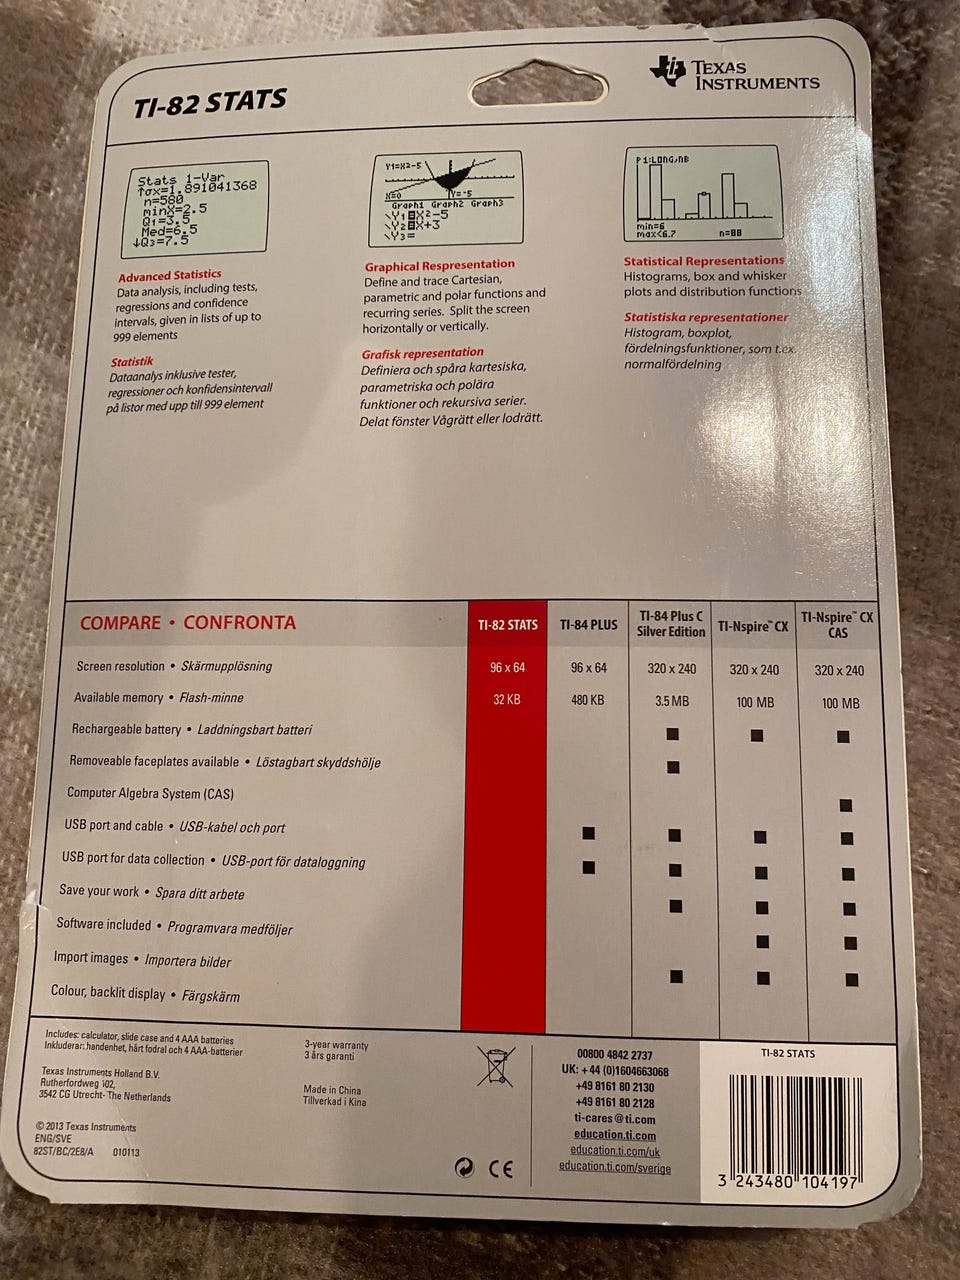 TI-82 STATS
TEXAS
INSTRUMENTS
Stats 1-Var
↑σx=1.891041368
n=580
minX=2.5
Q1=3.5
Med=6.5
↓Q3=7.5
Advanced Statistics
Data analysis, including tests,
regressions and confidence
intervals, given in lists of up to
999 elements
Statistik
Dataanalys inklusive tester,
regressioner och konfidensintervall
på listor med upp till 999 element
Y1=X2-5
X=0 Y=-5
Graph1 Graph2 Graph3
\Y1=X2-5
\Y2=X+3
\Y3=
Graphical Respresentation
Define and trace Cartesian,
parametric and polar functions and
recurring series. Split the screen
horizontally or vertically.
Grafisk representation
Definiera och spåra kartesiska,
parametriska och polära
funktioner och rekursiva serier.
Delat fönster Vågrätt eller lodrätt.
P1:LONG,NB
min=6
max<6.7 n=88
Statistical Representations
Histograms, box and whisker
plots and distribution functions
Statistiska representationer
Histogram, boxplot,
fördelningsfunktioner, som t.ex.
normalfördelning
COMPARE • CONFRONTA TI-82 STATS TI-84 PLUS TI-84 Plus C Silver Edition TI-Nspire™ CX TI-Nspire™ CX CAS
Screen resolution • Skärmupplösning 96 x 64 96 x 64 320 x 240 320 x 240 320 x 240
Available memory • Flash-minne 32 KB 480 KB 3.5 MB 100 MB 100 MB
Rechargeable battery • Laddningsbart batteri
Removeable faceplates available • Löstagbart skyddshölje
Computer Algebra System (CAS)
USB port and cable • USB-kabel och port
USB port for data collection • USB-port för dataloggning
Save your work • Spara ditt arbete
Software included • Programvara medföljer
Import images • Importera bilder
Colour, backlit display • Färgskärm
Includes: calculator, slide case and 4 AAA batteries
Inkluderar: handenhet, hårt fodral och 4 AAA-batterier
Texas Instruments Holland B.V.
Rutherfordweg 102,
3542 CG Utrecht- The Netherlands
© 2013 Texas Instruments
ENG/SVE
82ST/BC/2E8/A 010113
3-year warranty
3 års garanti
Made in China
Tillverkad i Kina
CE
00800 4842 2737
UK: + 44 (0)1604663068
+49 8161 80 2130
+49 8161 80 2128
ti-cares@ti.com
education.ti.com
education.ti.com/uk
education.ti.com/sverige
TI-82 STATS
3 243480 104197